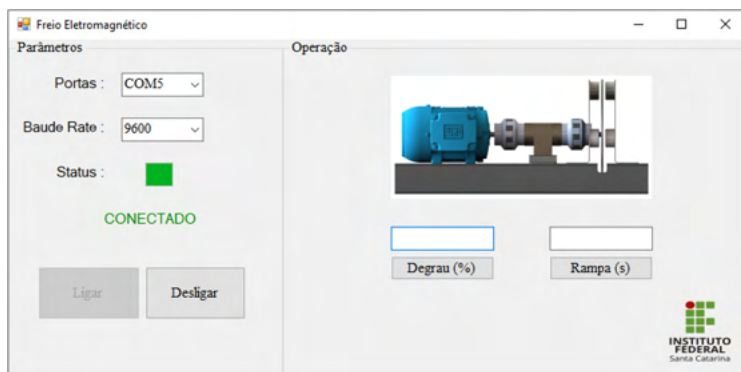 Freio Eletromagnético
Parâmetros
Portas : COM5
Baude Rate : 9600
Status :
CONECTADO
Ligar Desligar
Operação
Degrau (%) Rampa (s)
INSTITUTO
FEDERAL
Santa Catarina